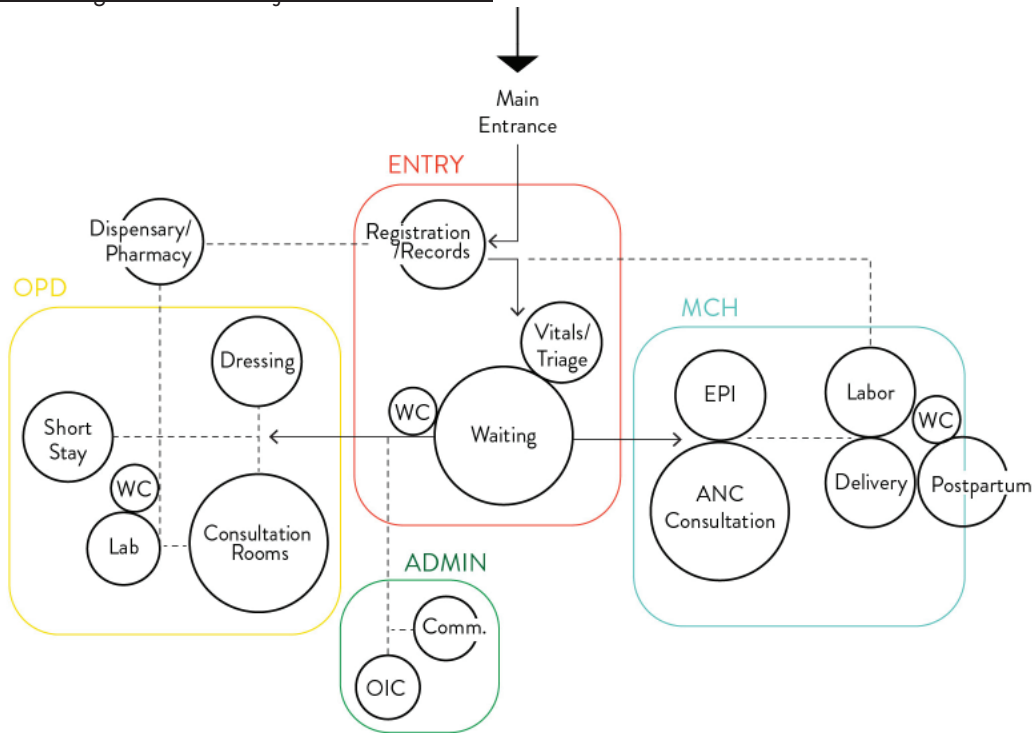 Main
Entrance
ENTRY
Registration
/Records
Dispensary/
Pharmacy
OPD
Dressing
Short
Stay
WC
Lab
Consultation
Rooms
Vitals/
Triage
WC
Waiting
MCH
EPI
ANC
Consultation
Labor
WC
Delivery
Postpartum
ADMIN
Comm.
OIC